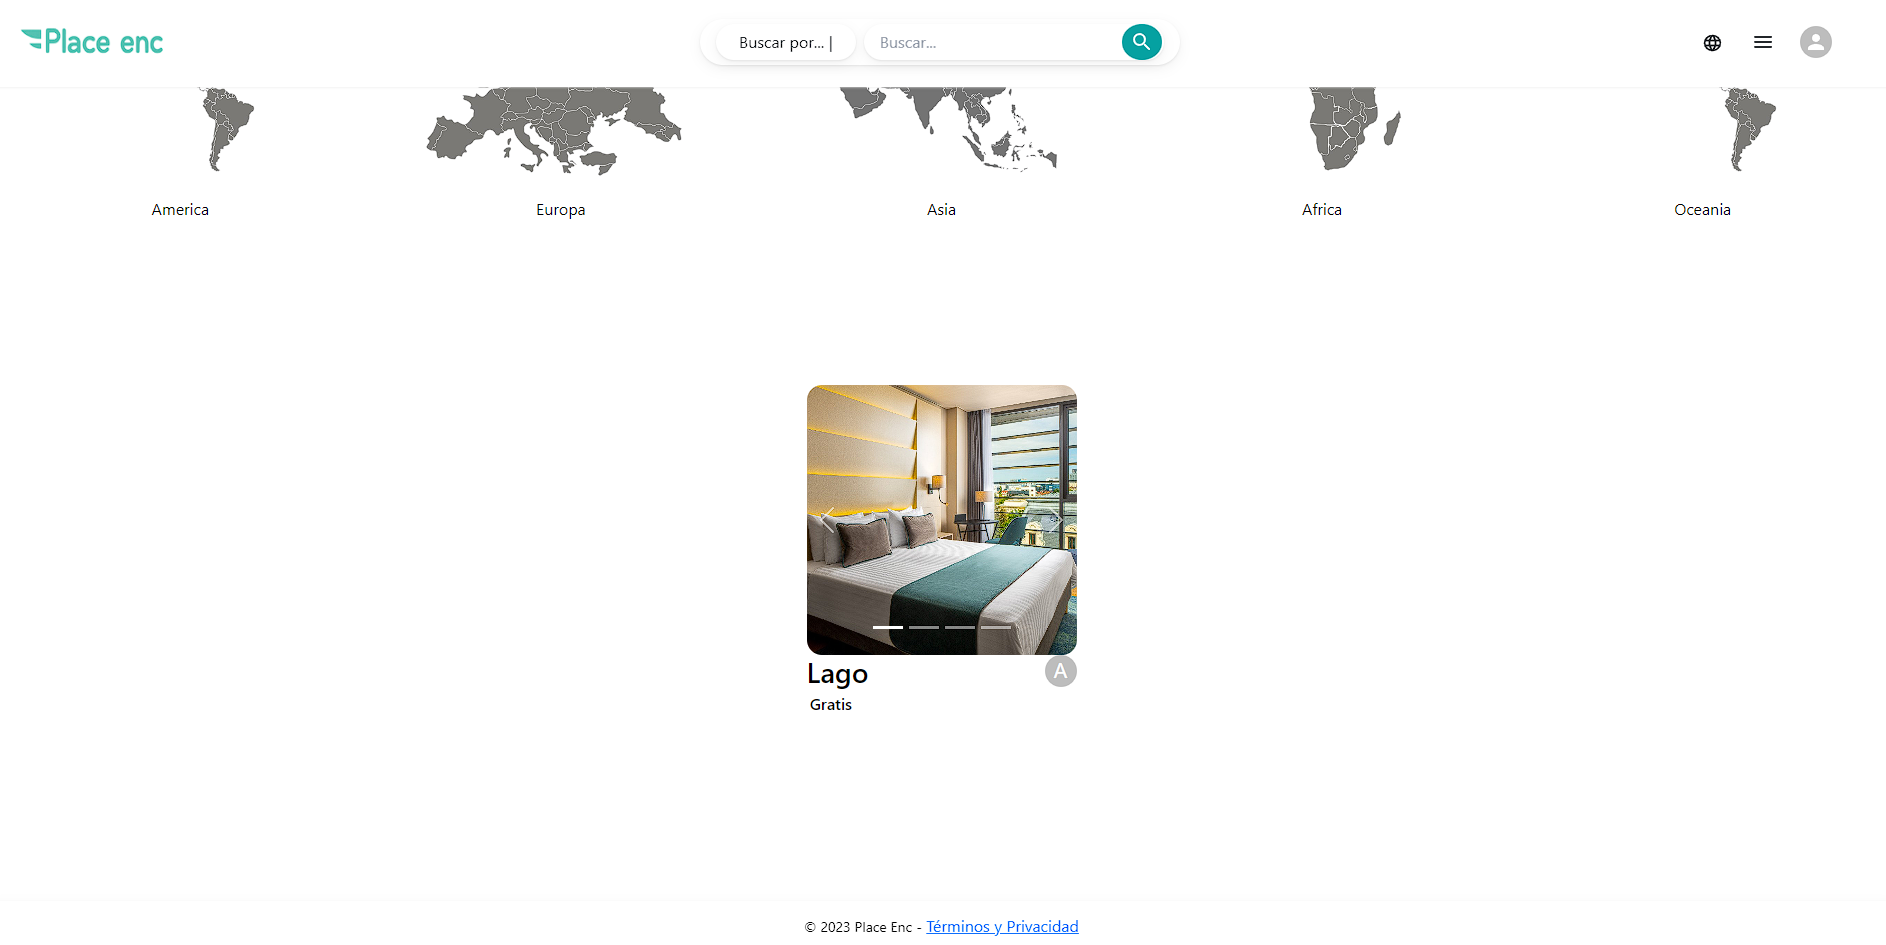 Place enc
Buscar por... |
Buscar...
America
Europa
Asia
Africa
Oceania
Lago
A
Gratis
© 2023 Place Enc - Términos y Privacidad